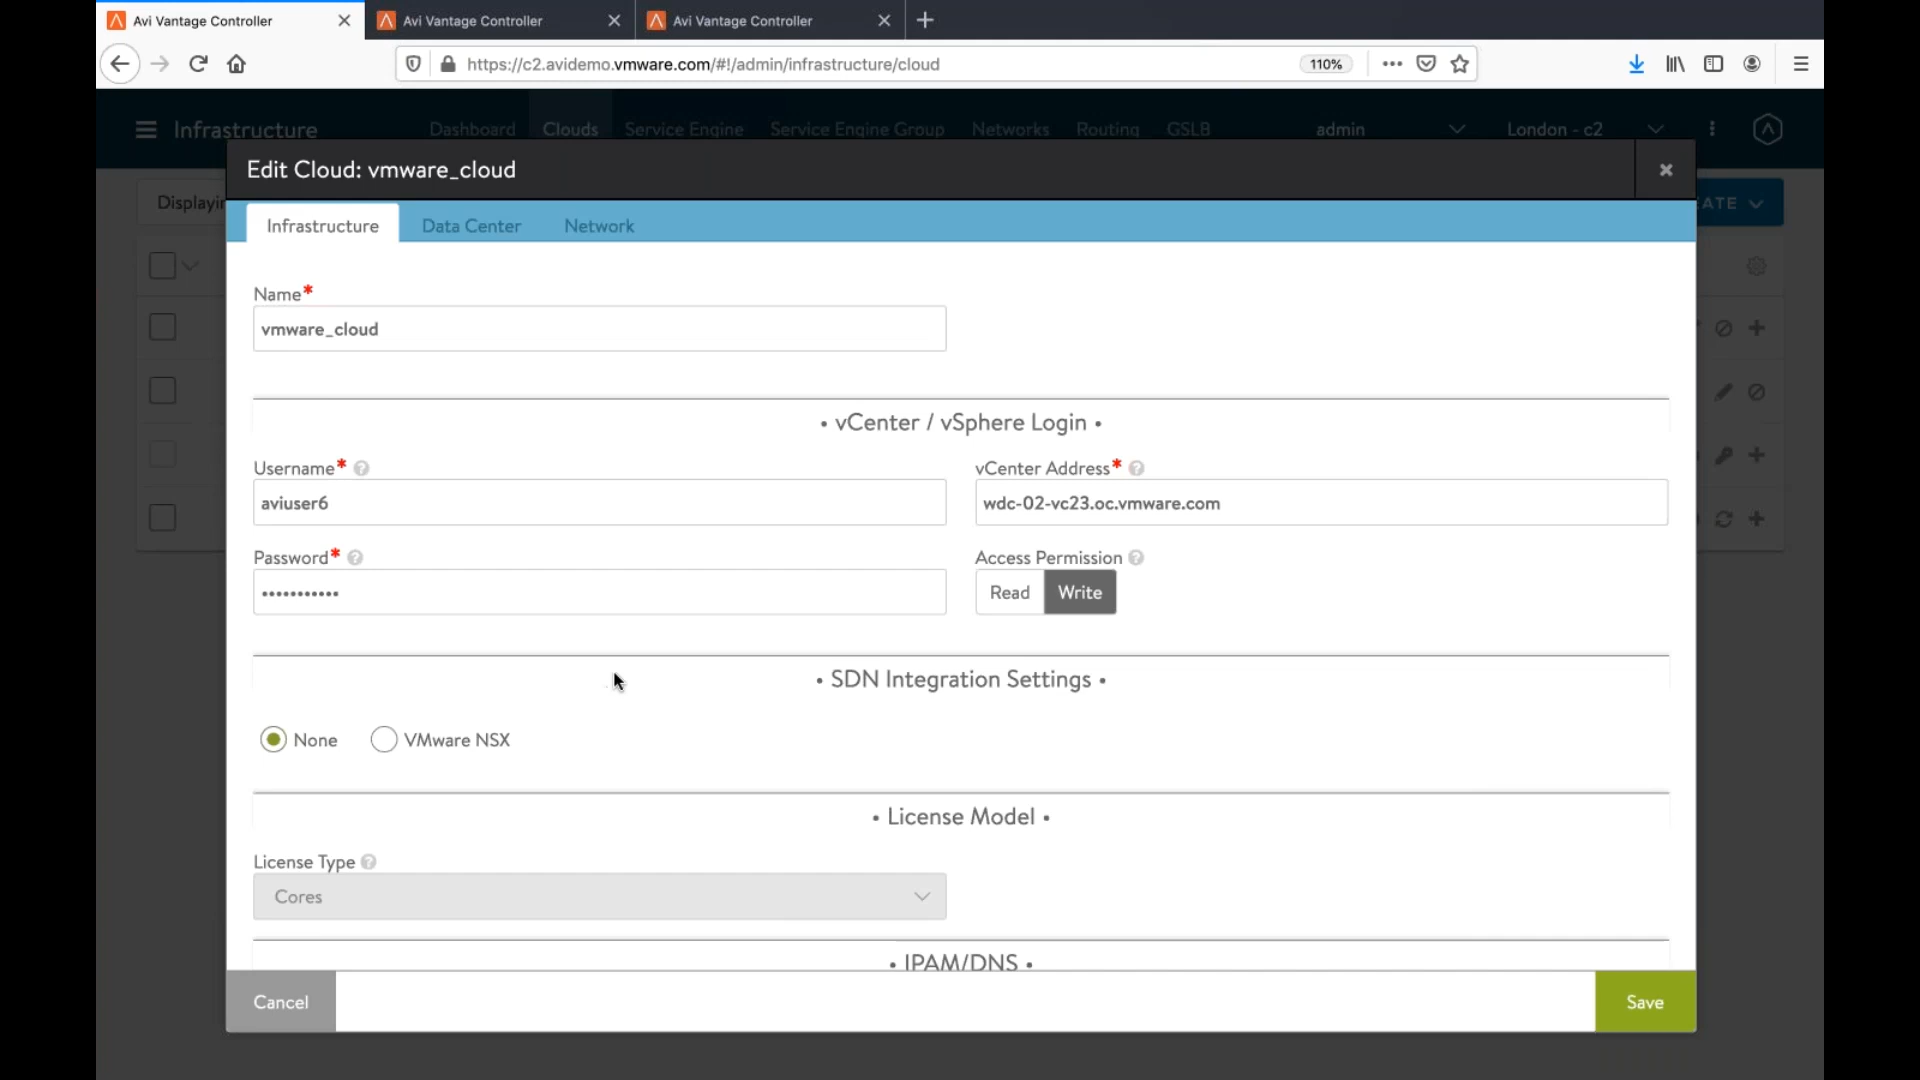 Avi Vantage Controller
Avi Vantage Controller
Avi Vantage Controller
https://c2.avidemo.vmware.com/#!/admin/infrastructure/cloud
110%
Infrastructure
Dashboard
Clouds
Service Engine
Service Engine Group
Networks
Routing
GSLB
admin
London - c2
Edit Cloud: vmware_cloud
Displayin
ATE
Infrastructure
Data Center
Network
Name*
vmware_cloud
• vCenter / vSphere Login •
Username*
vCenter Address*
aviuser6
wdc-02-vc23.oc.vmware.com
Password*
Access Permission
•••••••••••
Read
Write
• SDN Integration Settings •
None
VMware NSX
• License Model •
License Type
Cores
• IPAM/DNS •
Cancel
Save